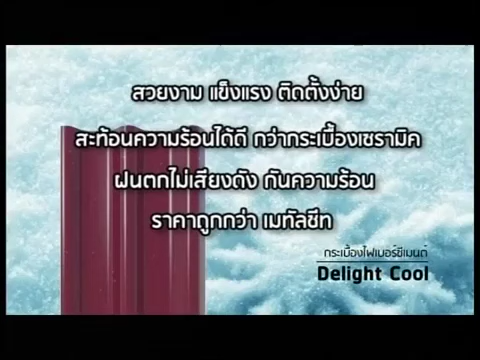 สวยงาม แข็งแรง ติดตั้งง่าย
สะท้อนความร้อนได้ดี กว่ากระเบื้องเซรามิค
ฝนตกไม่เสียงดัง กันความร้อน
ราคาถูกกว่า เมทัลชีท
กระเบื้องไฟเบอร์ซีเมนต์
Delight Cool